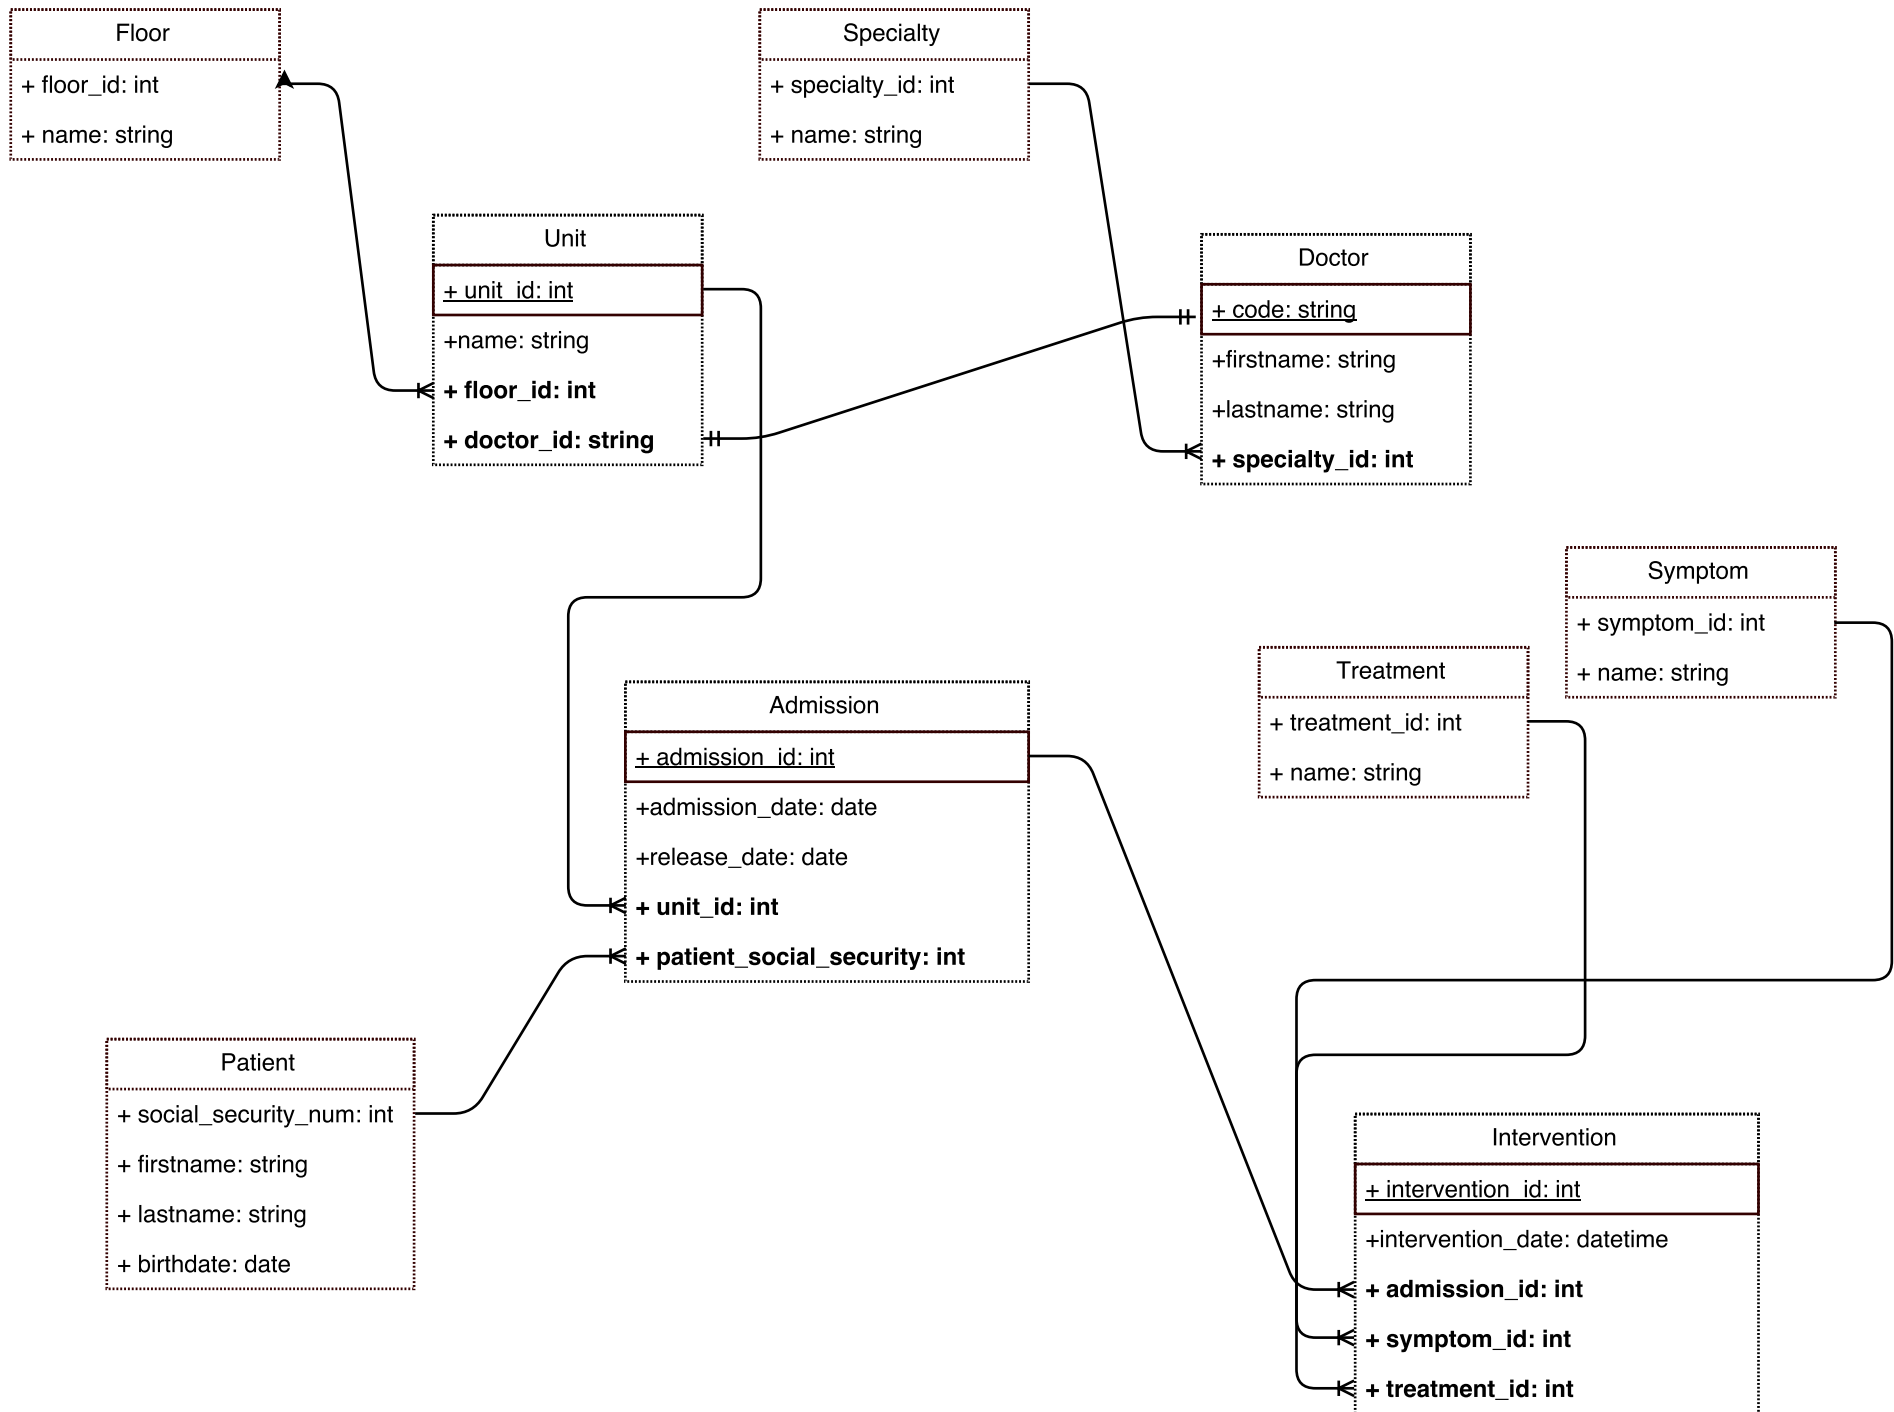 Floor
+ floor_id: int
+ name: string
Specialty
+ specialty_id: int
+ name: string
Unit
+ unit_id: int
+name: string
+ floor_id: int
+ doctor_id: string
Doctor
+ code: string
+firstname: string
+lastname: string
+ specialty_id: int
Symptom
+ symptom_id: int
+ name: string
Treatment
+ treatment_id: int
+ name: string
Admission
+ admission_id: int
+admission_date: date
+release_date: date
+ unit_id: int
+ patient_social_security: int
Patient
+ social_security_num: int
+ firstname: string
+ lastname: string
+ birthdate: date
Intervention
+ intervention_id: int
+intervention_date: datetime
+ admission_id: int
+ symptom_id: int
+ treatment_id: int